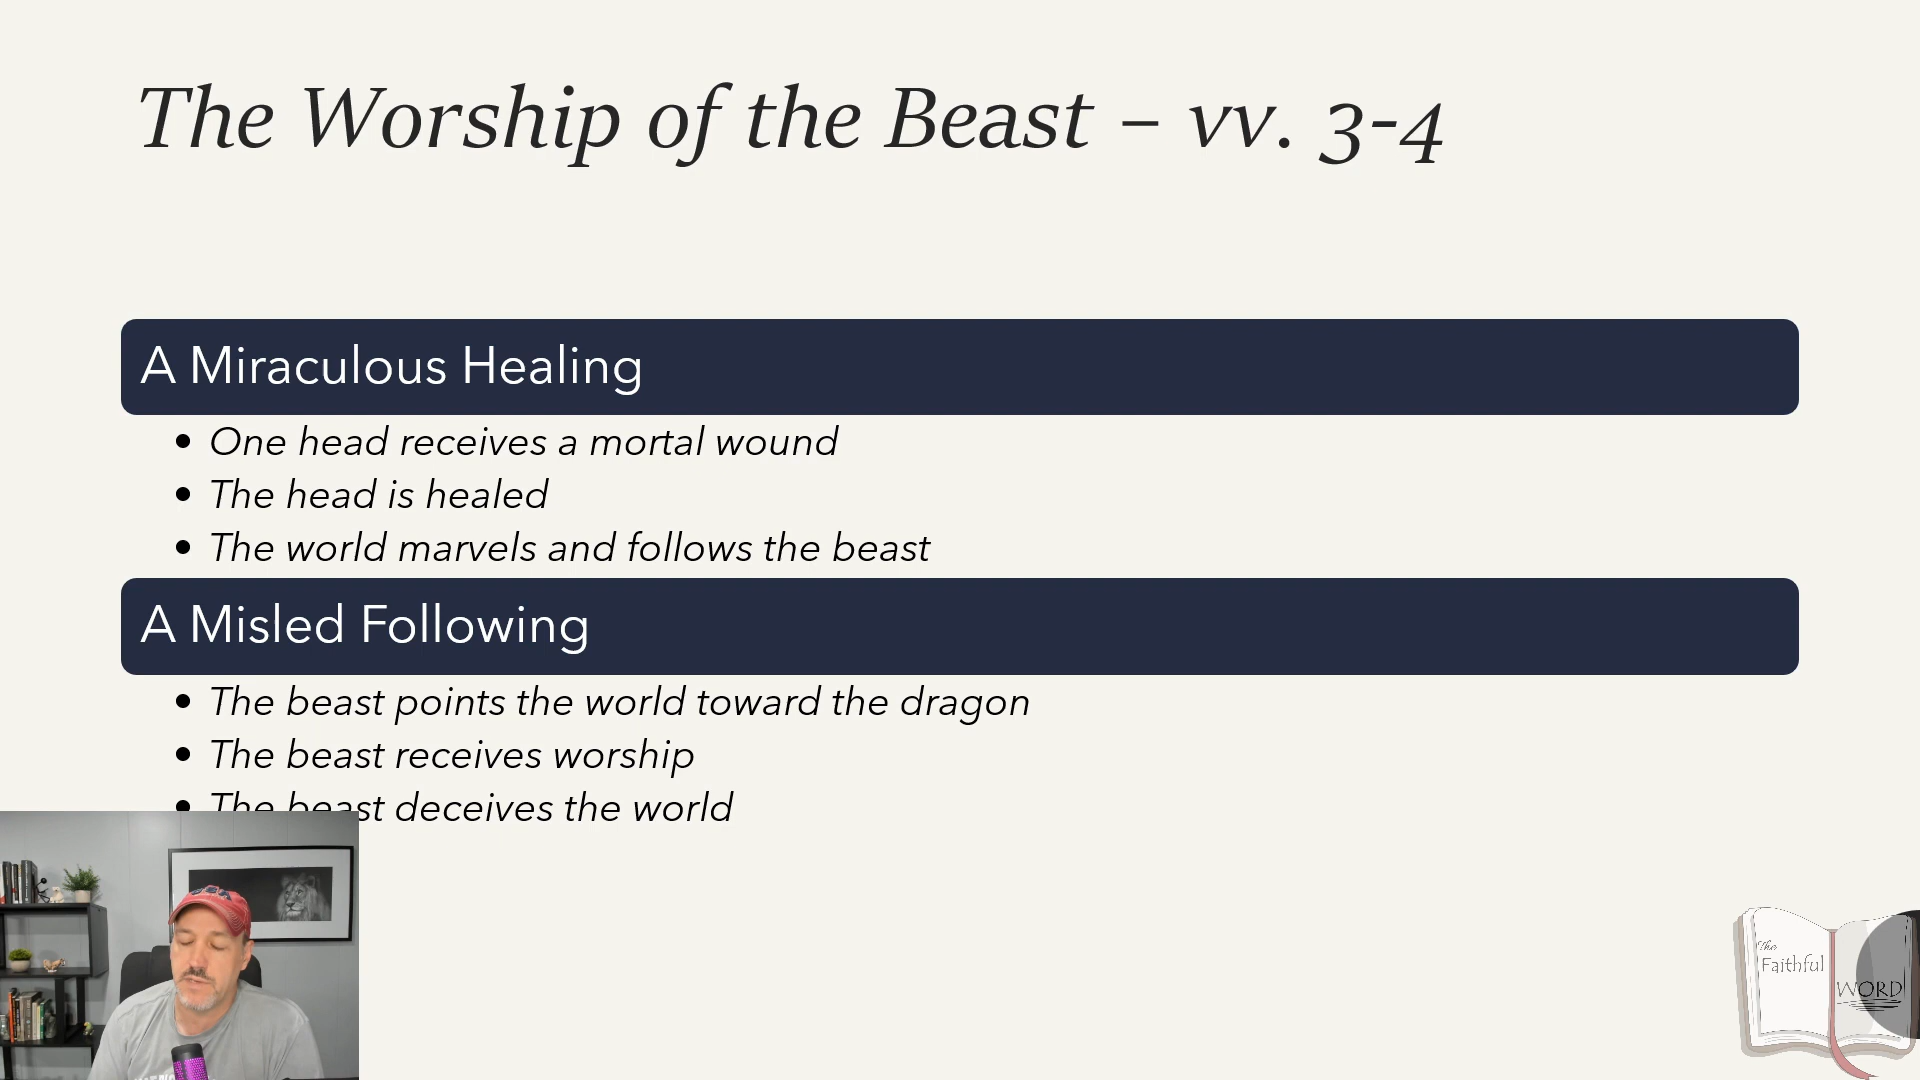 The Worship of the Beast – vv. 3-4
A Miraculous Healing
• One head receives a mortal wound
• The head is healed
• The world marvels and follows the beast
A Misled Following
• The beast points the world toward the dragon
• The beast receives worship
• The beast deceives the world
The
Faithful
WORD